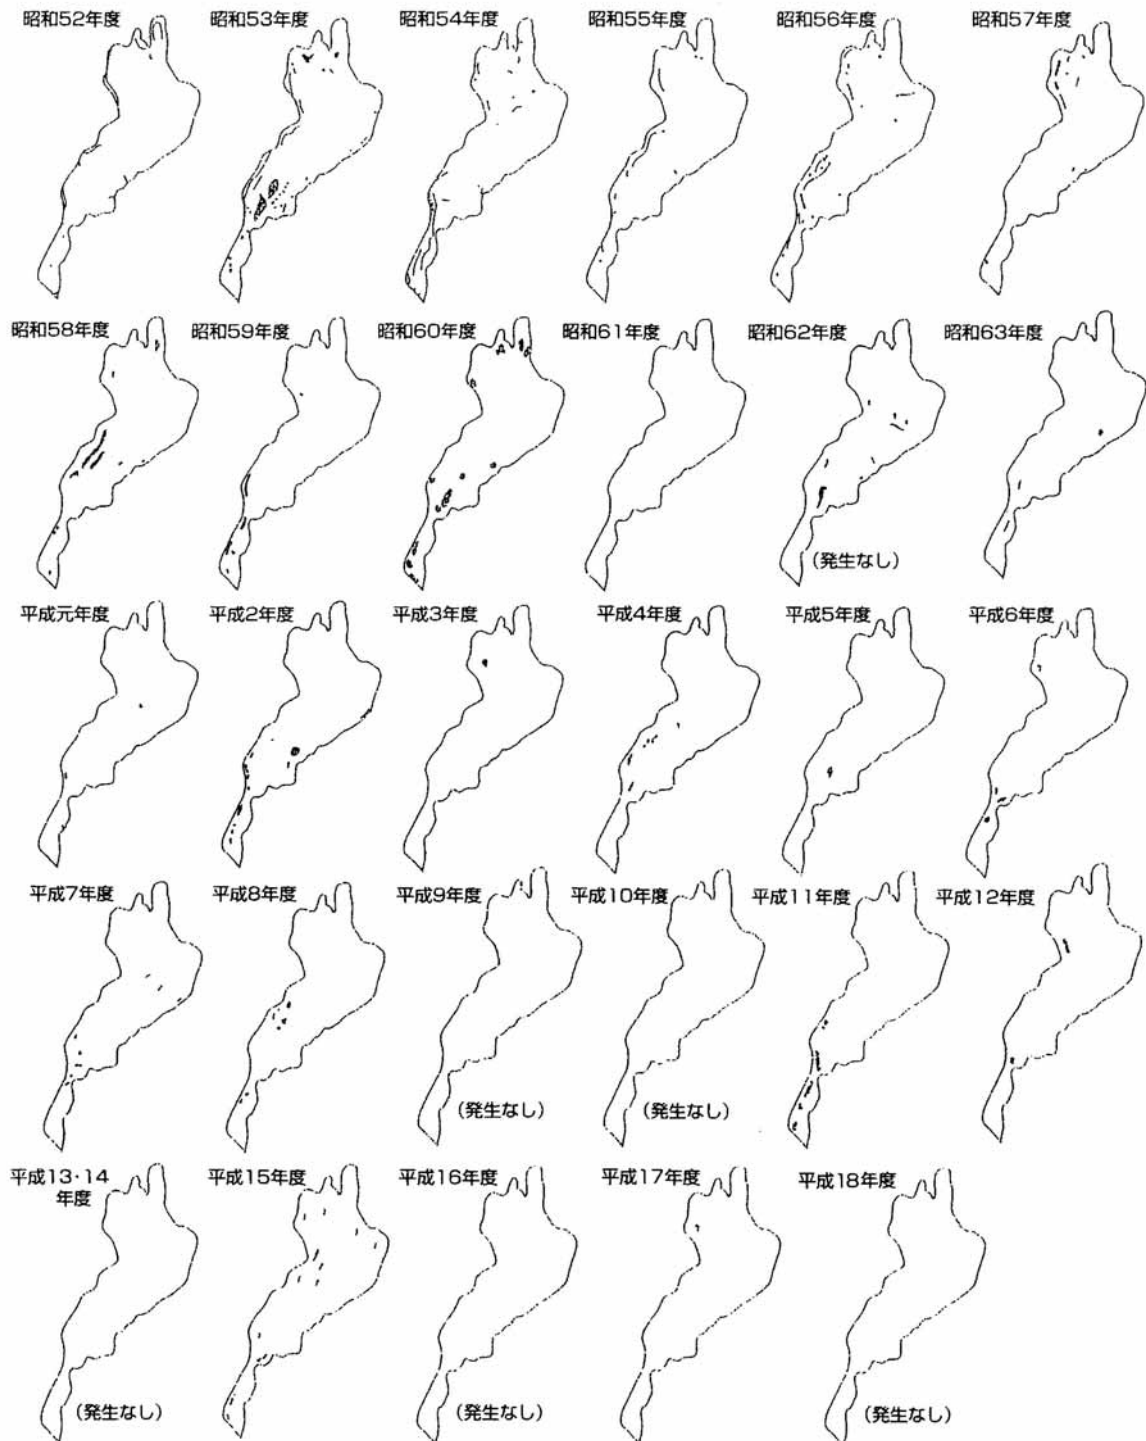 昭和52年度
昭和53年度
昭和54年度
昭和55年度
昭和56年度
昭和57年度
昭和58年度
昭和59年度
昭和60年度
昭和61年度
昭和62年度
昭和63年度
(発生なし)
平成元年度
平成2年度
平成3年度
平成4年度
平成5年度
平成6年度
平成7年度
平成8年度
平成9年度
平成10年度
平成11年度
平成12年度
(発生なし)
(発生なし)
平成13・14
年度
平成15年度
平成16年度
平成17年度
平成18年度
(発生なし)
(発生なし)
(発生なし)